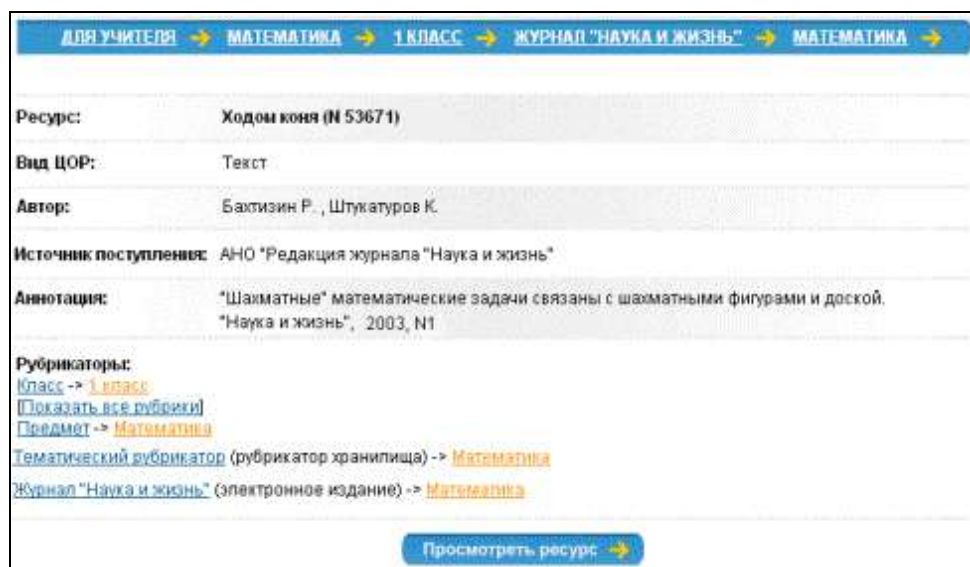 ДЛЯ УЧИТЕЛЯ МАТЕМАТИКА 1 КЛАСС ЖУРНАЛ "НАУКА И ЖИЗНЬ" МАТЕМАТИКА
Ресурс: Ходом коня (N 53671)
Вид ЦОР: Текст
Автор: Бахтизин Р. , Штукатуров К.
Источник поступления: АНО "Редакция журнала "Наука и жизнь"
Аннотация: "Шахматные" математические задачи связаны с шахматными фигурами и доской.
"Наука и жизнь", 2003, N1
Рубрикаторы:
Класс -> 1 класс
[Показать все рубрики]
Предмет -> Математика
Тематический рубрикатор (рубрикатор хранилища) -> Математика
Журнал "Наука и жизнь" (электронное издание) -> Математика
Просмотреть ресурс